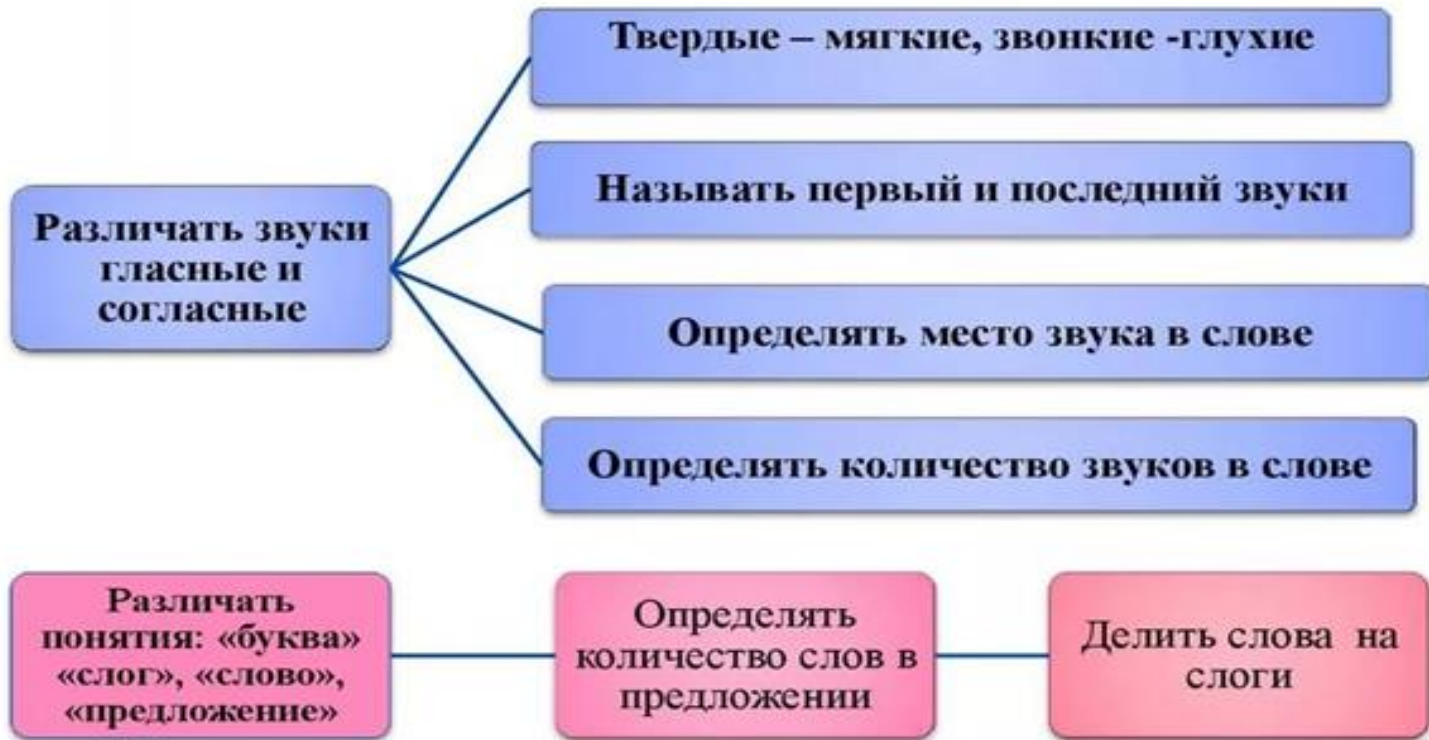 Твердые – мягкие, звонкие -глухие
Называть первый и последний звуки
Различать звуки
гласные и
согласные
Определять место звука в слове
Определять количество звуков в слове
Различать
понятия: «буква»
«слог», «слово»,
«предложение»
Определять
количество слов в
предложении
Делить слова на
слоги